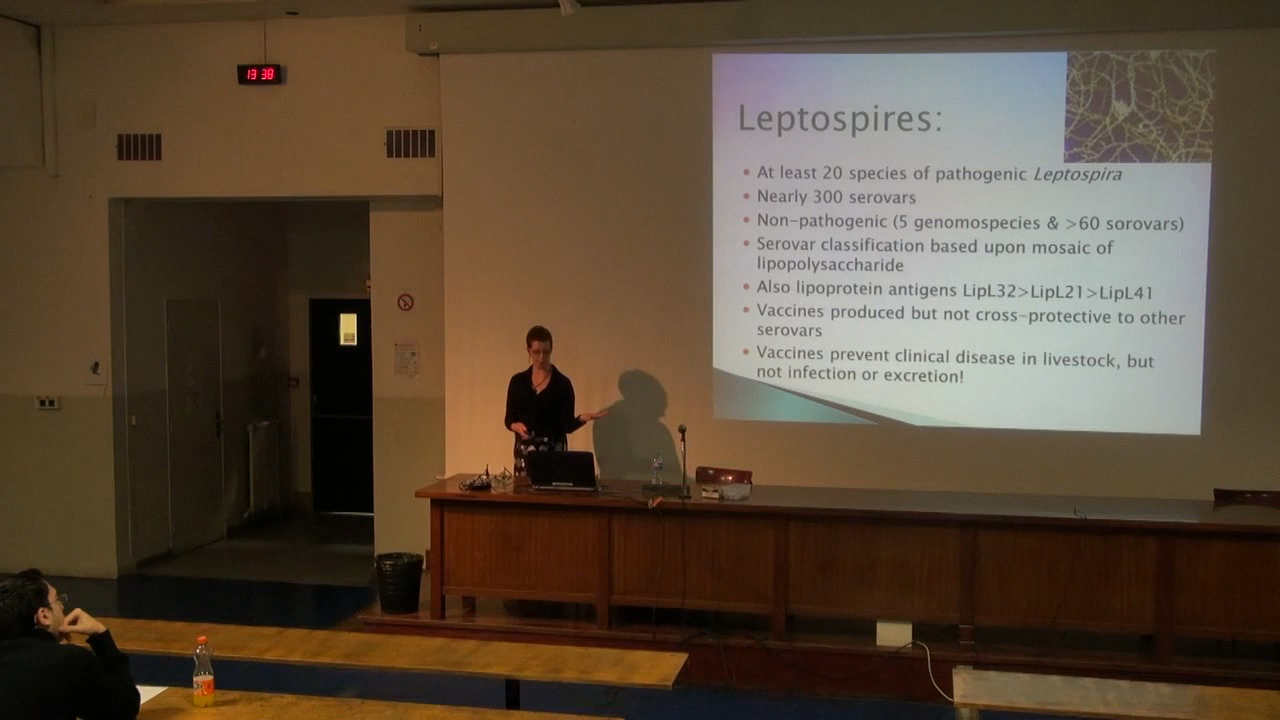 13 38
Leptospires:
• At least 20 species of pathogenic Leptospira
• Nearly 300 serovars
• Non-pathogenic (5 genomospecies & >60 sorovars)
• Serovar classification based upon mosaic of
lipopolysaccharide
• Also lipoprotein antigens LipL32>LipL21>LipL41
• Vaccines produced but not cross-protective to other
serovars
• Vaccines prevent clinical disease in livestock, but
not infection or excretion!